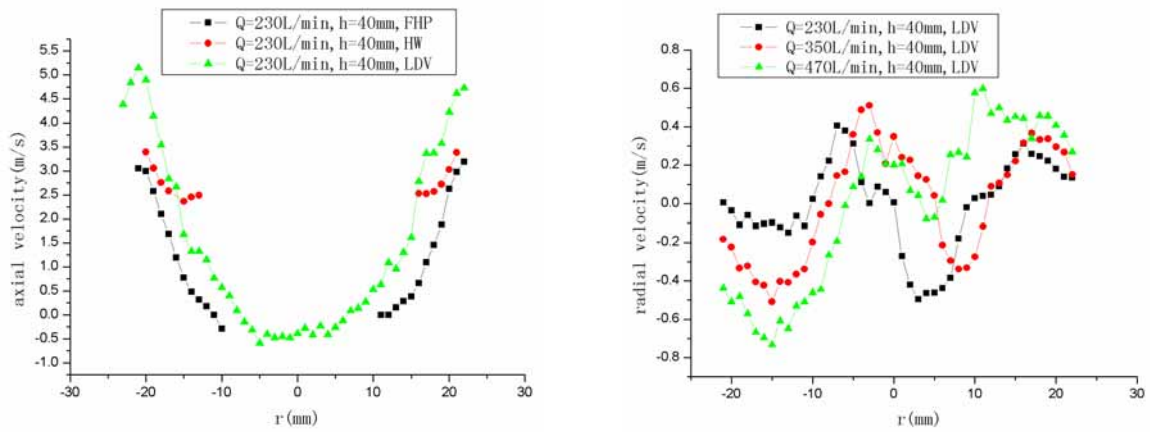 Q=230L/min, h=40mm, FHP
Q=230L/min, h=40mm, HW
Q=230L/min, h=40mm, LDV
axial velocity(m/s)
5.5
5.0
4.5
4.0
3.5
3.0
2.5
2.0
1.5
1.0
0.5
0.0
-0.5
-1.0
-30 -20 -10 0 10 20 30
r(mm)
Q=230L/min, h=40mm, LDV
Q=350L/min, h=40mm, LDV
Q=470L/min, h=40mm, LDV
radial velocity(m/s)
0.8
0.6
0.4
0.2
0.0
-0.2
-0.4
-0.6
-0.8
-30 -20 -10 0 10 20 30
r(mm)